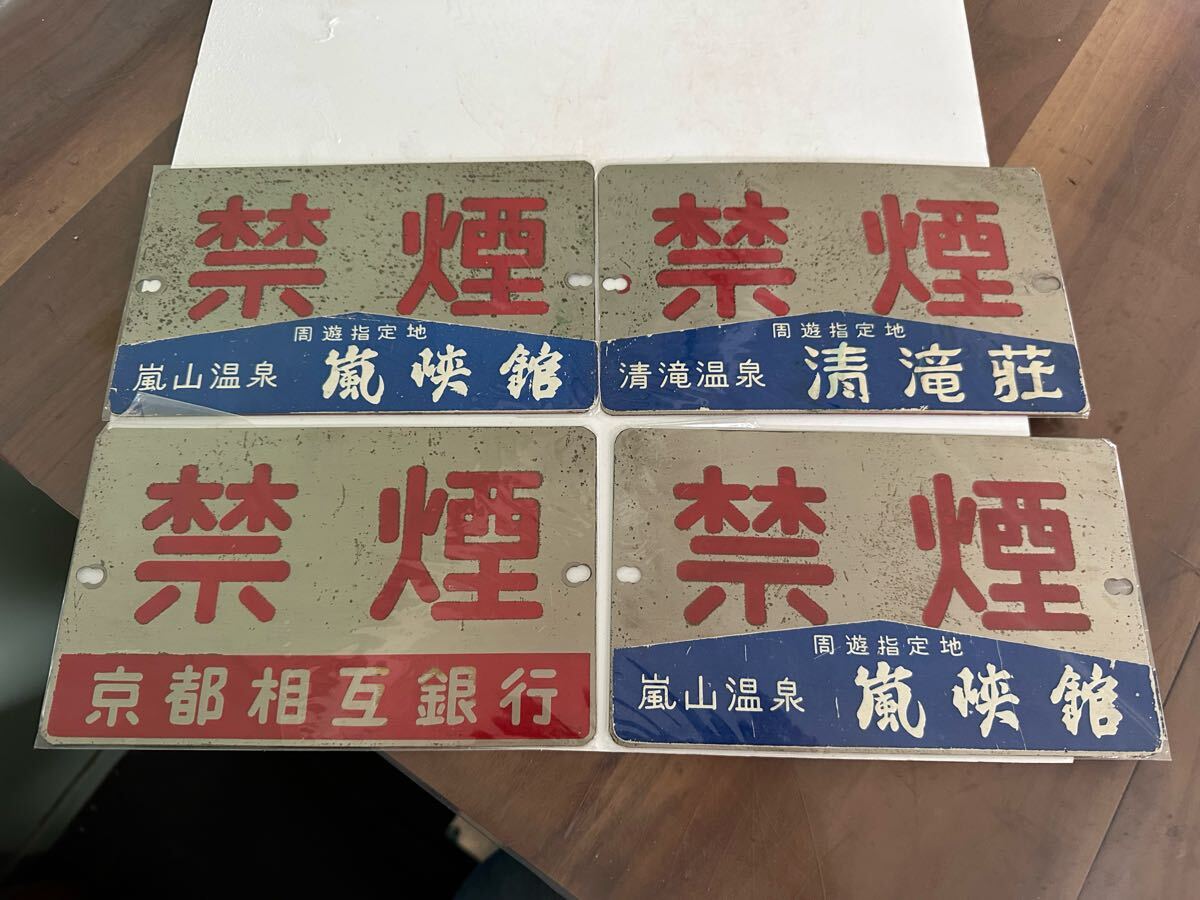 禁煙
周遊指定地
嵐山温泉 嵐峡館
禁煙
周遊指定地
清滝温泉 清滝荘
禁煙
京都相互銀行
禁煙
周遊指定地
嵐山温泉 嵐峡館